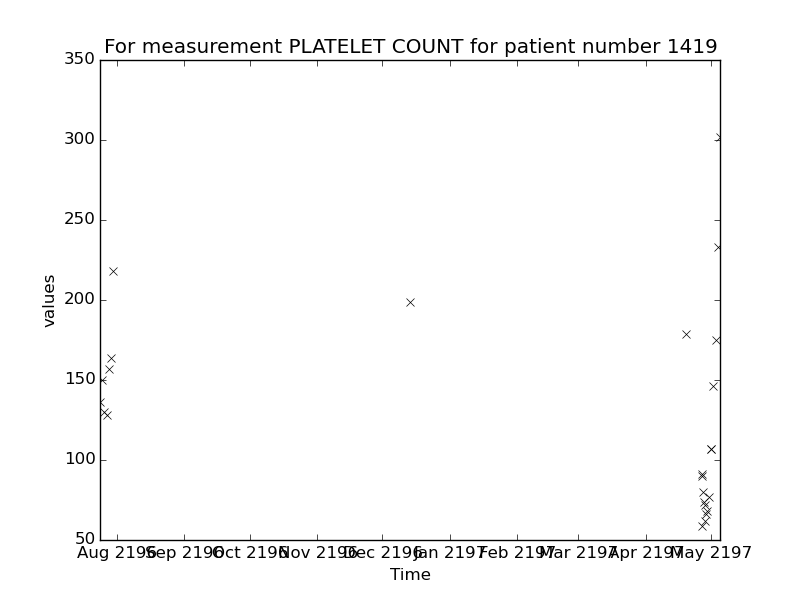 For measurement PLATELET COUNT for patient number 1419
350
300
250
200
150
100
50
values
Aug 2196 Sep 2196 Oct 2196 Nov 2196 Dec 2196 Jan 2197 Feb 2197 Mar 2197 Apr 2197 May 2197
Time